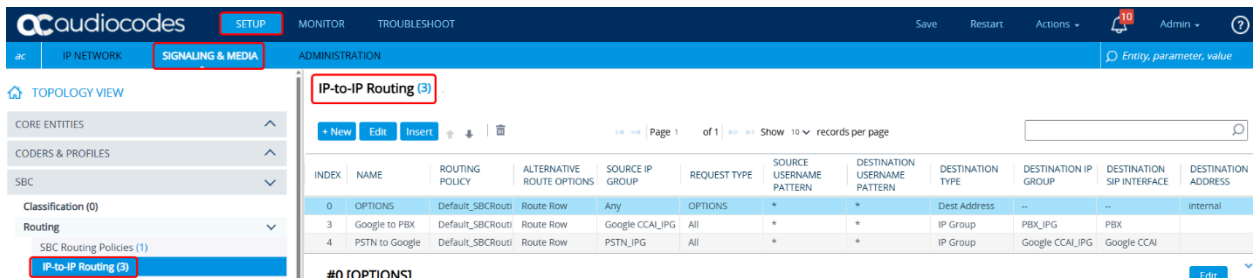 audiocodes SETUP MONITOR TROUBLESHOOT Save Restart Actions 10 Admin ?
ac IP NETWORK SIGNALING & MEDIA ADMINISTRATION Entity, parameter, value
TOPOLOGY VIEW
CORE ENTITIES
CODERS & PROFILES
SBC
Classification (0)
Routing
SBC Routing Policies (1)
IP-to-IP Routing (3)
IP-to-IP Routing (3)
+ New Edit Insert Page 1 of 1 Show 10 records per page
INDEX NAME ROUTING POLICY ALTERNATIVE ROUTE OPTIONS SOURCE IP GROUP REQUEST TYPE SOURCE USERNAME PATTERN DESTINATION USERNAME PATTERN DESTINATION TYPE DESTINATION IP GROUP DESTINATION SIP INTERFACE DESTINATION ADDRESS
0 OPTIONS Default_SBCRouti Route Row Any OPTIONS * * Dest Address -- -- internal
3 Google to PBX Default_SBCRouti Route Row Google CCAI_IPG All * * IP Group PBX_IPG PBX
4 PSTN to Google Default_SBCRouti Route Row PSTN_IPG All * * IP Group Google CCAI_IPG Google CCAI
#0 [OPTIONS] Edit